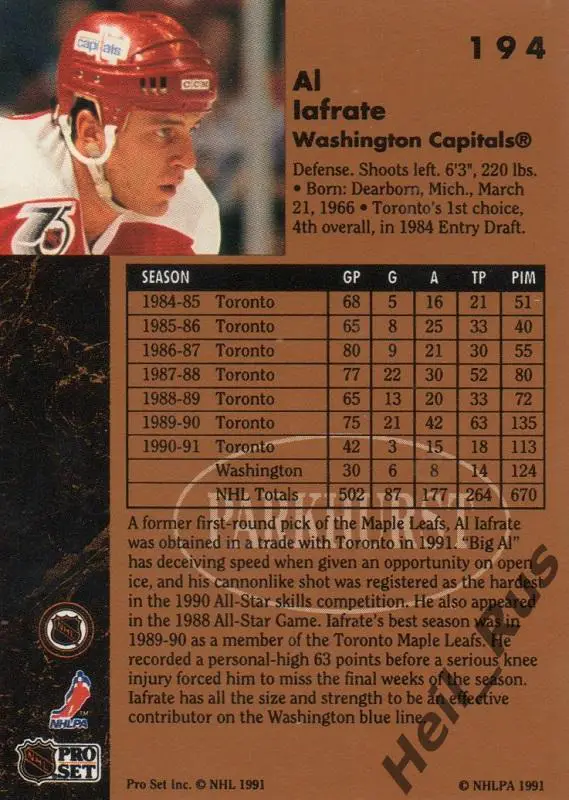 capitals
CCM
75
194
Al
Iafrate
Washington Capitals®
Defense. Shoots left. 6'3", 220 lbs.
• Born: Dearborn, Mich., March
21, 1966 • Toronto's 1st choice,
4th overall, in 1984 Entry Draft.
SEASON GP G A TP PIM
1984-85 Toronto 68 5 16 21 51
1985-86 Toronto 65 8 25 33 40
1986-87 Toronto 80 9 21 30 55
1987-88 Toronto 77 22 30 52 80
1988-89 Toronto 65 13 20 33 72
1989-90 Toronto 75 21 42 63 135
1990-91 Toronto 42 3 15 18 113
Washington 30 6 8 14 124
NHL Totals 502 87 177 264 670
PARKHURST
A former first-round pick of the Maple Leafs, Al Iafrate
was obtained in a trade with Toronto in 1991. "Big Al"
has deceiving speed when given an opportunity on open
ice, and his cannonlike shot was registered as the hardest
in the 1990 All-Star skills competition. He also appeared
in the 1988 All-Star Game. Iafrate's best season was in
1989-90 as a member of the Toronto Maple Leafs. He
recorded a personal-high 63 points before a serious knee
injury forced him to miss the final weeks of the season.
Iafrate has all the size and strength to be an effective
contributor on the Washington blue line.
NHL
NHLPA
TM
NHL
PRO
SET
Pro Set Inc. © NHL 1991
© NHLPA 1991
Heil_Rus